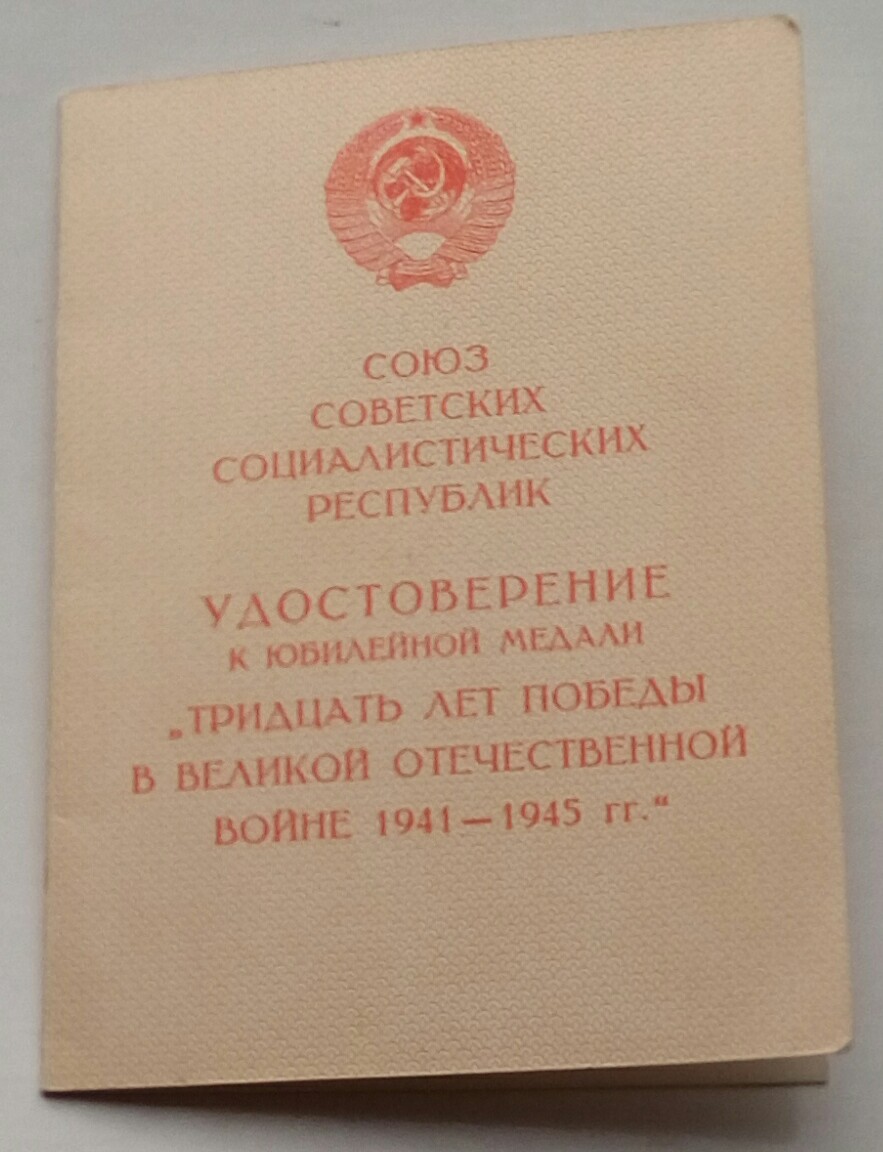 СОЮЗ
СОВЕТСКИХ
СОЦИАЛИСТИЧЕСКИХ
РЕСПУБЛИК
УДОСТОВЕРЕНИЕ
К ЮБИЛЕЙНОЙ МЕДАЛИ
„ТРИДЦАТЬ ЛЕТ ПОБЕДЫ
В ВЕЛИКОЙ ОТЕЧЕСТВЕННОЙ
ВОЙНЕ 1941—1945 гг.“